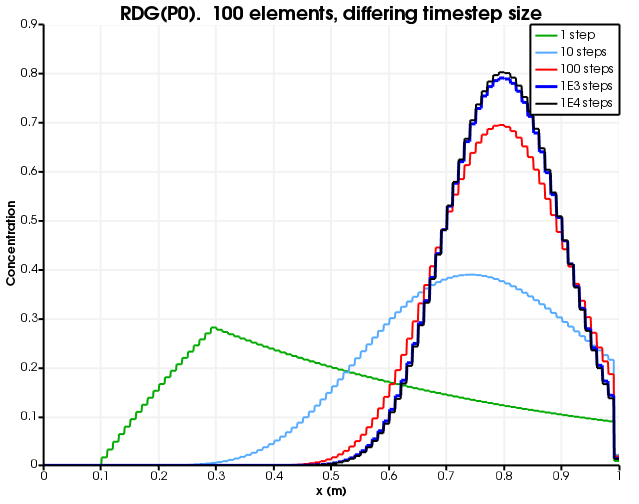 RDG(P0).  100 elements, differing timestep size
1 step
10 steps
100 steps
1E3 steps
1E4 steps
Concentration
0.9
0.8
0.7
0.6
0.5
0.4
0.3
0.2
0.1
0
0 0.1 0.2 0.3 0.4 0.5 0.6 0.7 0.8 0.9 1
x (m)